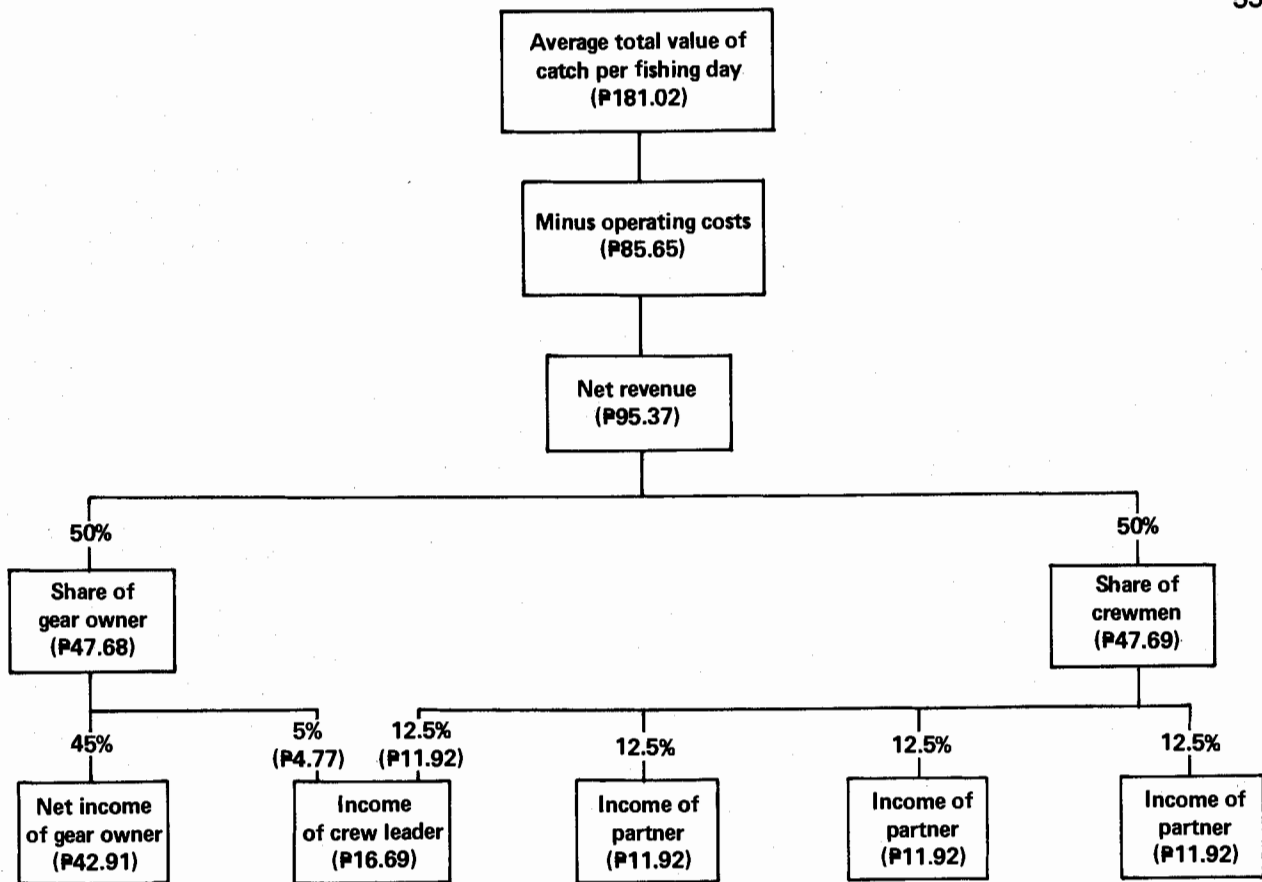 Average total value of
catch per fishing day
(₱181.02)
Minus operating costs
(₱85.65)
Net revenue
(₱95.37)
50%
50%
Share of
gear owner
(₱47.68)
Share of
crewmen
(₱47.69)
45%
5%
(₱4.77)
12.5%
(₱11.92)
12.5%
12.5%
12.5%
Net income
of gear owner
(₱42.91)
Income
of crew leader
(₱16.69)
Income of
partner
(₱11.92)
Income of
partner
(₱11.92)
Income of
partner
(₱11.92)